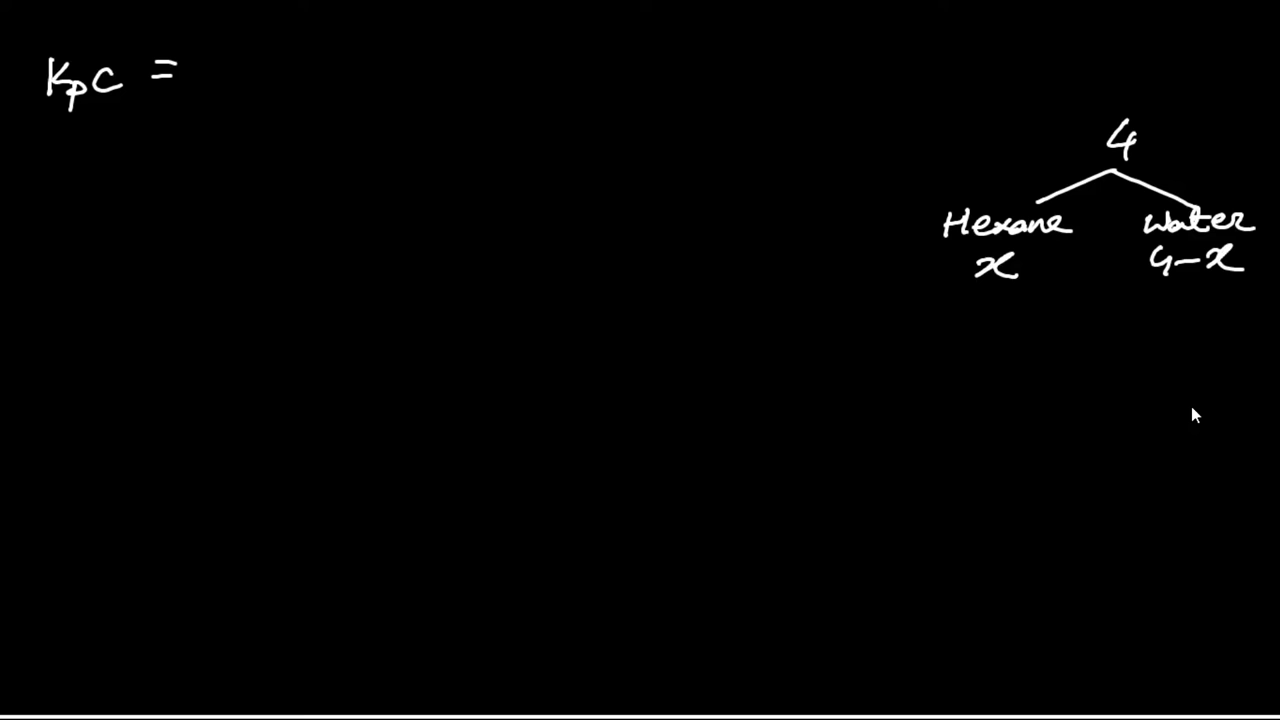 Kpc =
4
Hexane Water
x 4-x